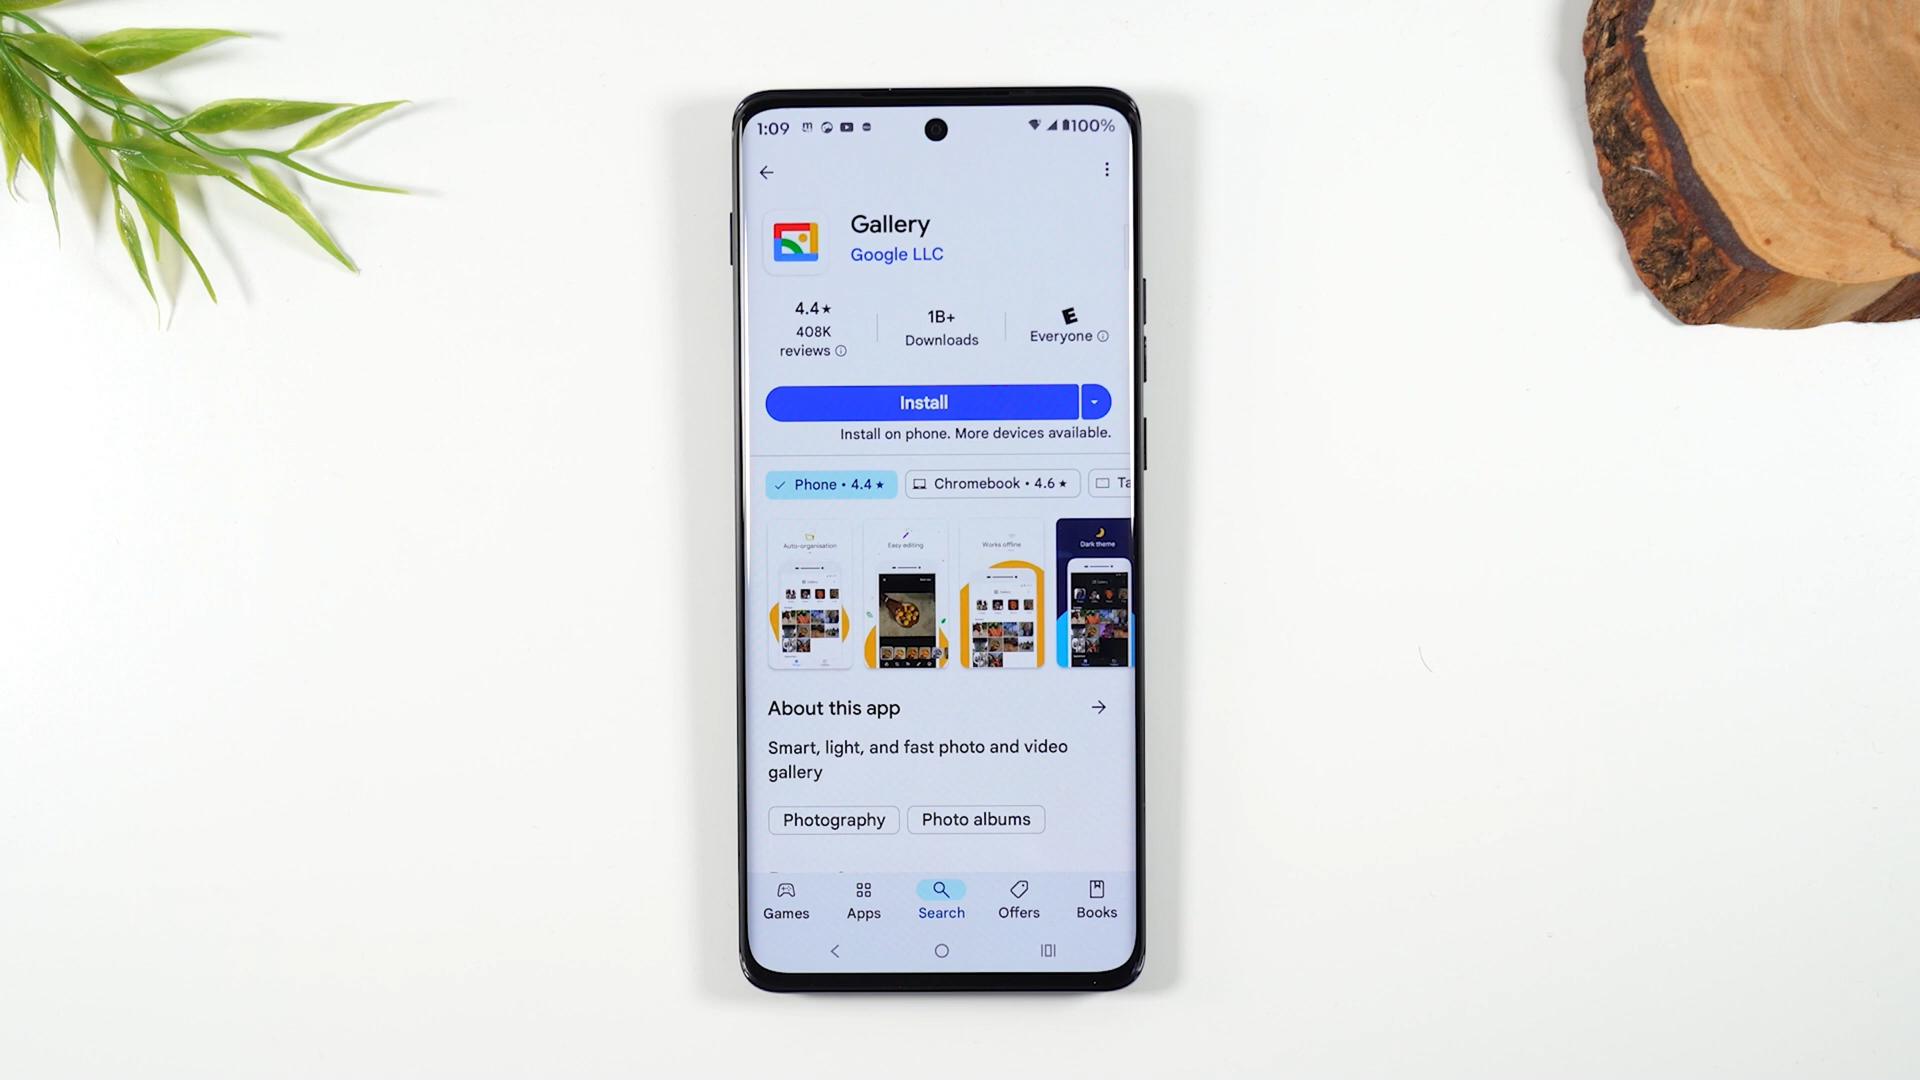 1:09
100%
Gallery
Google LLC
4.4★
408K
reviews
1B+
Downloads
E
Everyone
Install
Install on phone. More devices available.
Phone • 4.4 ★
Chromebook • 4.6 ★
Ta
Auto-organisation
Easy editing
Works offline
Dark theme
About this app
Smart, light, and fast photo and video
gallery
Photography
Photo albums
Games
Apps
Search
Offers
Books